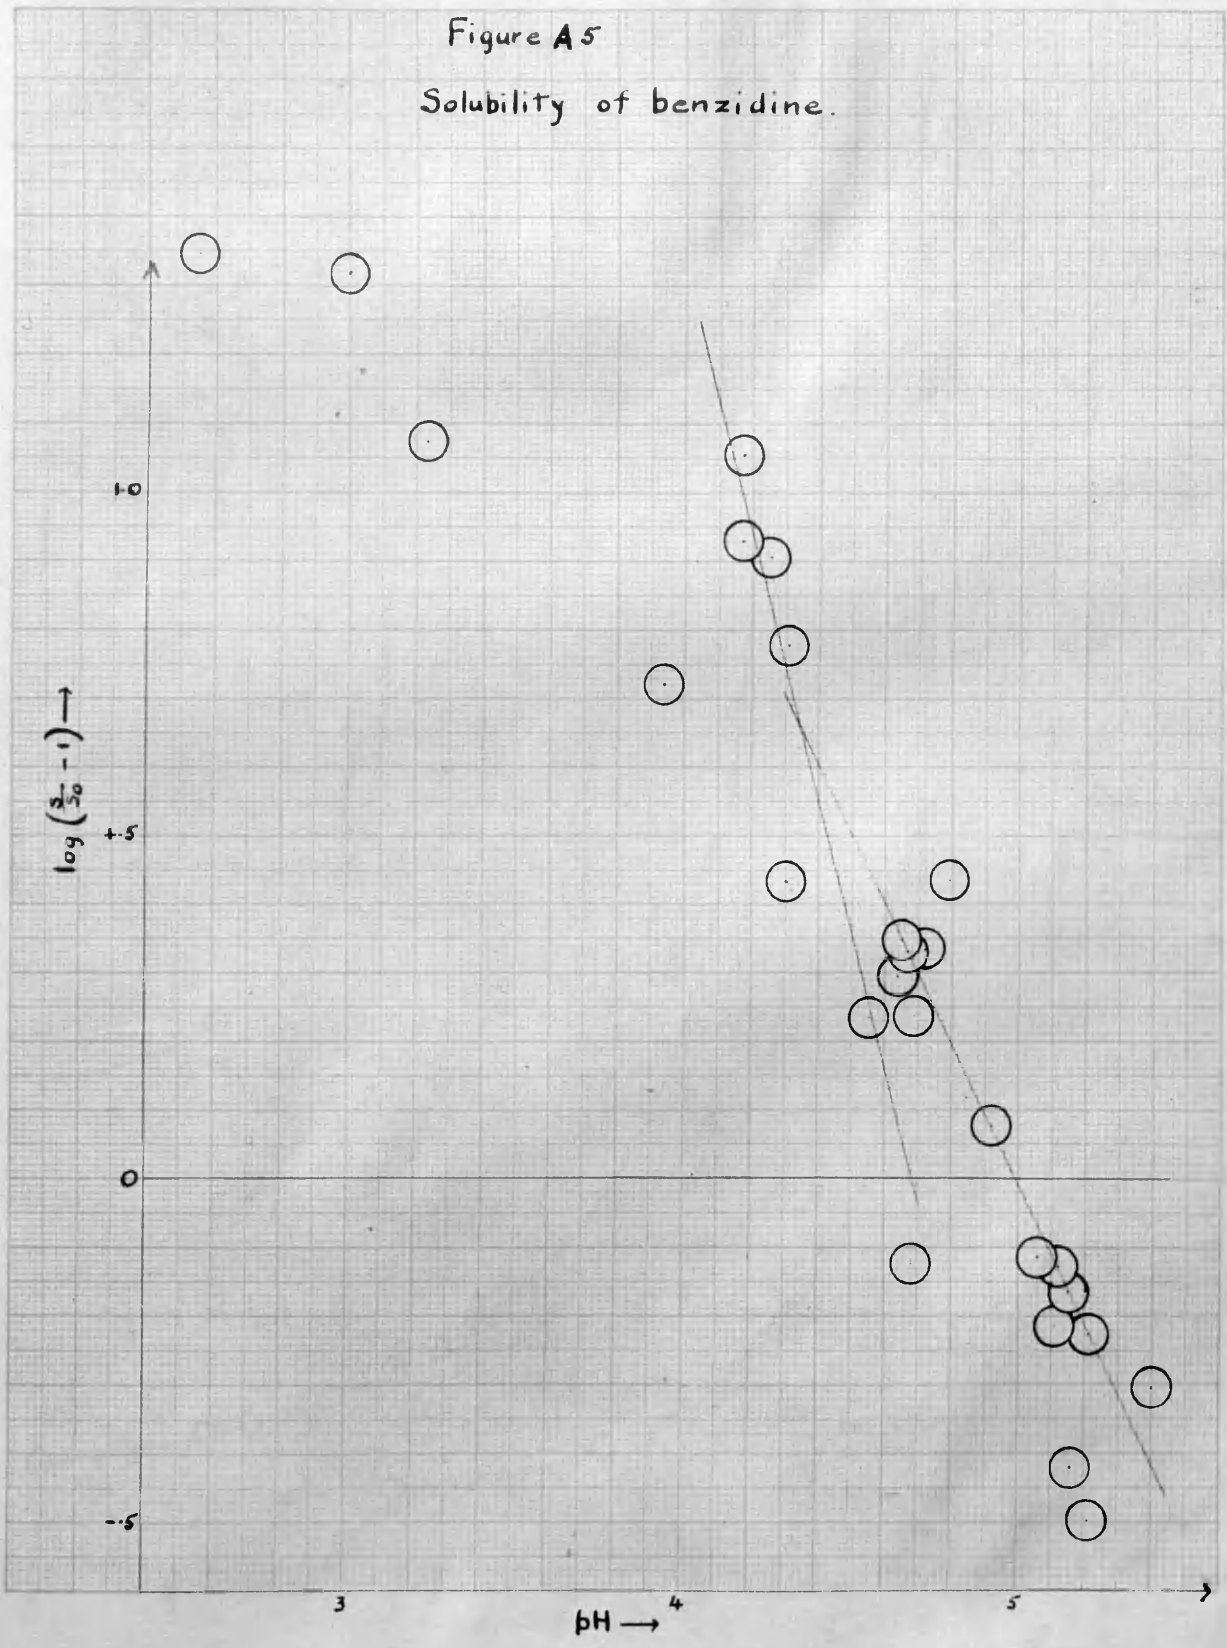 Figure A5
Solubility of benzidine.
1.0
+.5
0
-.5
log (s/s₀ - 1) →
3 4 5
pH →